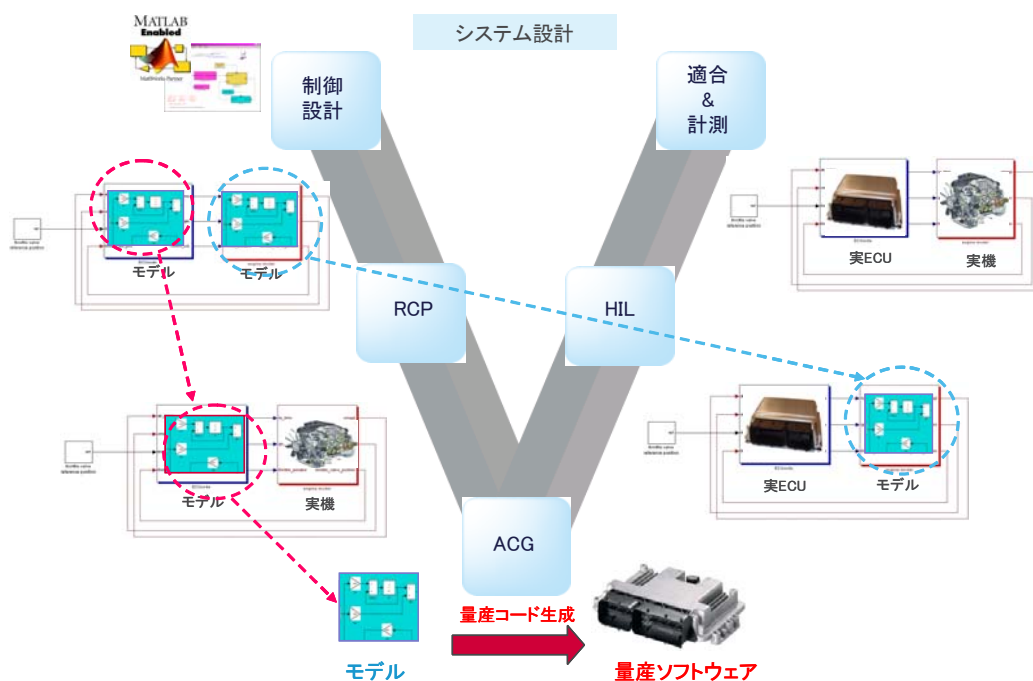 MATLAB
Enabled
MathWorks Partner
システム設計
制御
設計
適合
&
計測
モデル
モデル
実ECU
実機
RCP
HIL
モデル
実機
実ECU
モデル
ACG
量産コード生成
モデル
量産ソフトウェア